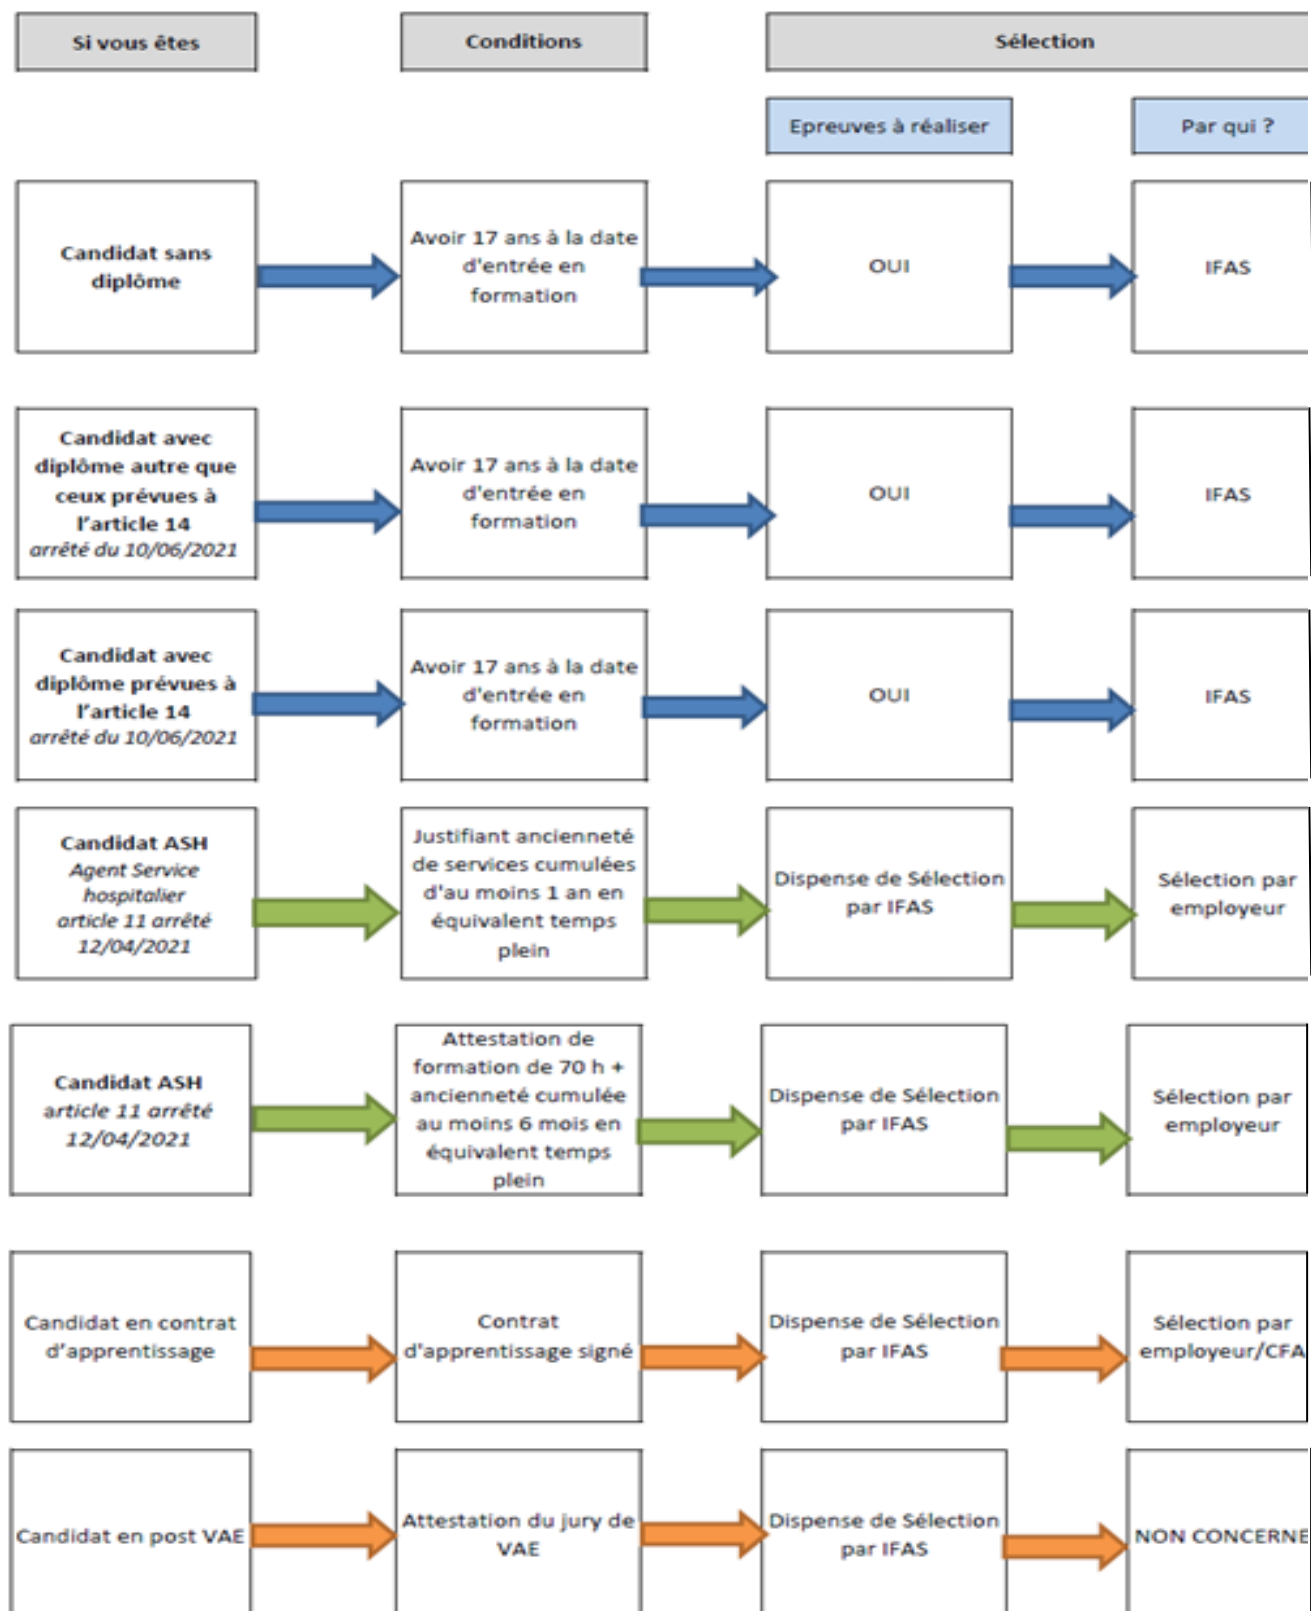 Si vous êtes
Conditions
Sélection
Epreuves à réaliser
Par qui ?
Candidat sans
diplôme
Avoir 17 ans à la date
d'entrée en
formation
OUI
IFAS
Candidat avec
diplôme autre que
ceux prévues à
l'article 14
arrêté du 10/06/2021
Avoir 17 ans à la date
d'entrée en
formation
OUI
IFAS
Candidat avec
diplôme prévues à
l'article 14
arrêté du 10/06/2021
Avoir 17 ans à la date
d'entrée en
formation
OUI
IFAS
Candidat ASH
Agent Service
hospitalier
article 11 arrêté
12/04/2021
Justifiant ancienneté
de services cumulées
d'au moins 1 an en
équivalent temps
plein
Dispense de Sélection
par IFAS
Sélection par
employeur
Candidat ASH
article 11 arrêté
12/04/2021
Attestation de
formation de 70 h +
ancienneté cumulée
au moins 6 mois en
équivalent temps
plein
Dispense de Sélection
par IFAS
Sélection par
employeur
Candidat en contrat
d'apprentissage
Contrat
d'apprentissage signé
Dispense de Sélection
par IFAS
Sélection par
employeur/CFA
Candidat en post VAE
Attestation du jury de
VAE
Dispense de Sélection
par IFAS
NON CONCERNE